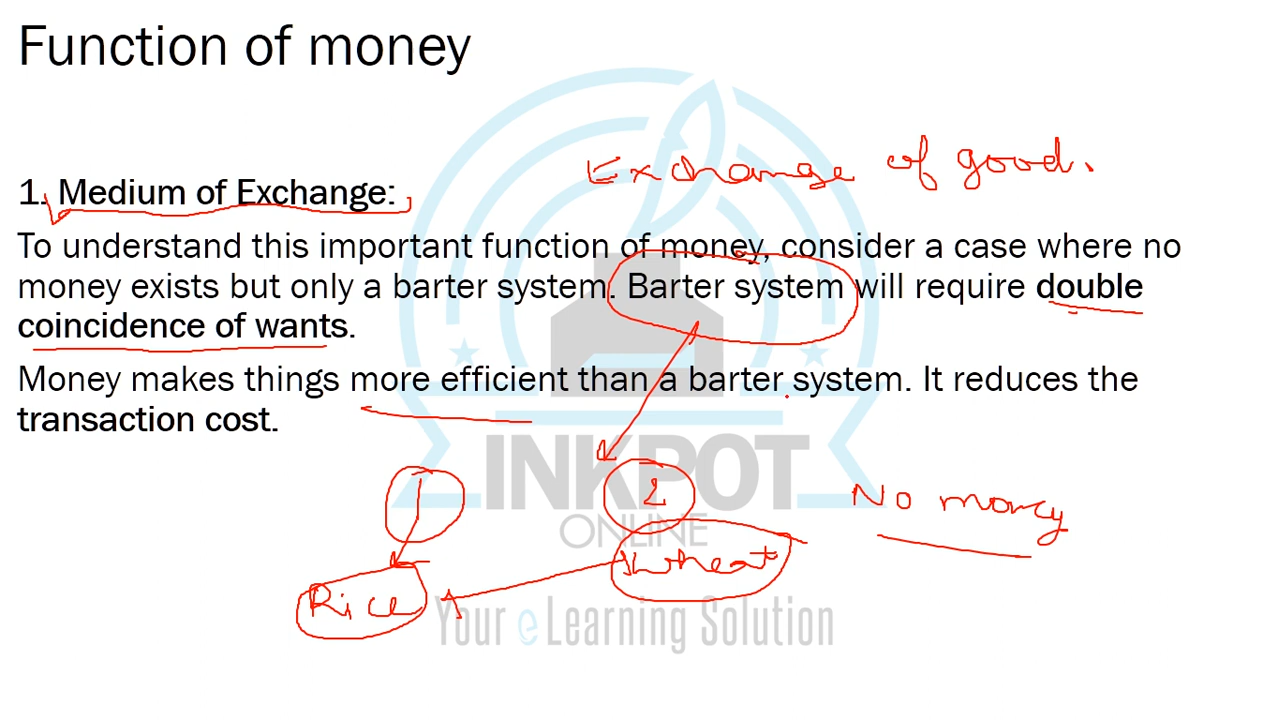 Function of money
Exchange of good.
1. Medium of Exchange:
To understand this important function of money, consider a case where no
money exists but only a barter system. Barter system will require double
coincidence of wants.
Money makes things more efficient than a barter system. It reduces the
transaction cost.
INKPOT
1 2 No money
ONLINE
Wheat
Rice
Your eLearning Solution